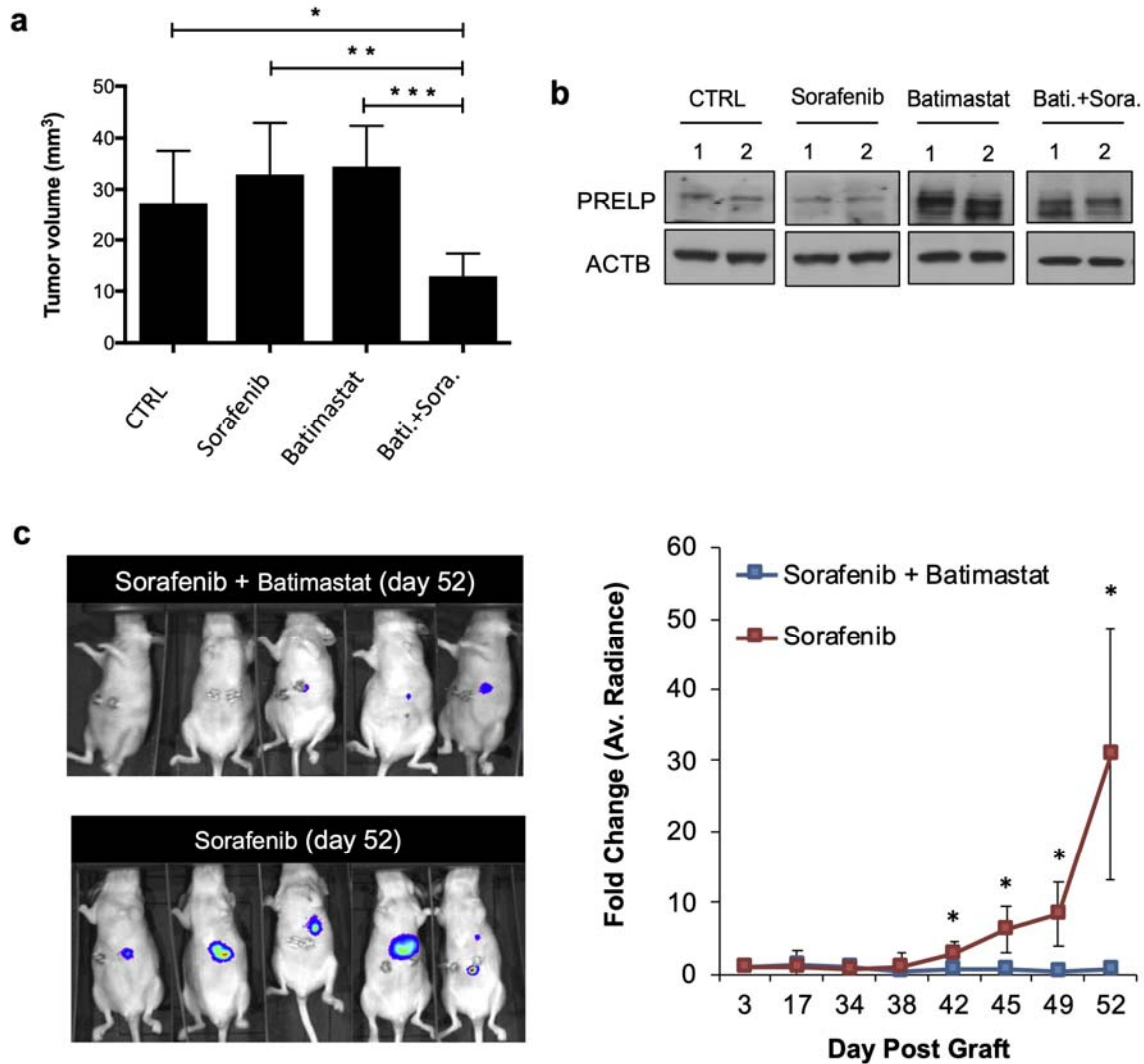 a
*
* *
* * *
50
40
30
20
10
0
Tumor volume (mm³)
CTRL
Sorafenib
Batimastat
Bati.+Sora.
b
CTRL Sorafenib Batimastat Bati.+Sora.
1 2 1 2 1 2 1 2
PRELP
ACTB
c
Sorafenib + Batimastat (day 52)
Sorafenib (day 52)
60
50
40
30
20
10
0
Fold Change (Av. Radiance)
Sorafenib + Batimastat
Sorafenib
*
*
*
*
3 17 34 38 42 45 49 52
Day Post Graft